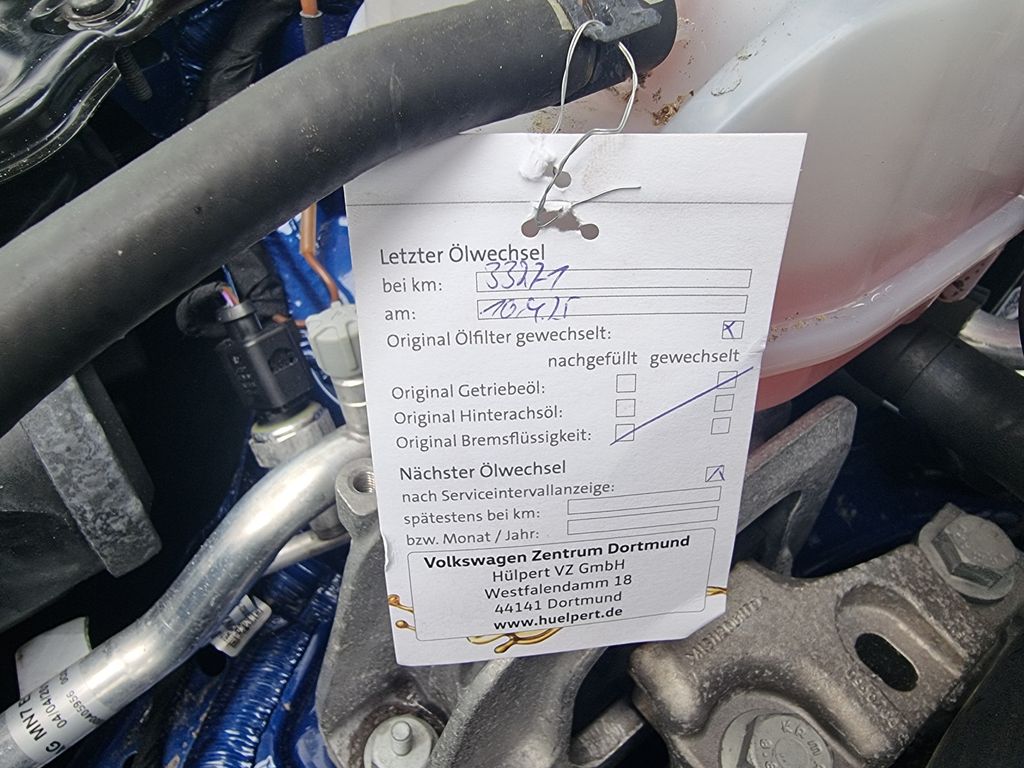 Letzter Ölwechsel
bei km: 33271
am: 10.4.25
Original Ölfilter gewechselt:
nachgefüllt gewechselt
Original Getriebeöl:
Original Hinterachsöl:
Original Bremsflüssigkeit:
Nächster Ölwechsel
nach Serviceintervallanzeige:
spätestens bei km:
bzw. Monat / Jahr:
Volkswagen Zentrum Dortmund
Hülpert VZ GmbH
Westfalendamm 18
44141 Dortmund
www.huelpert.de